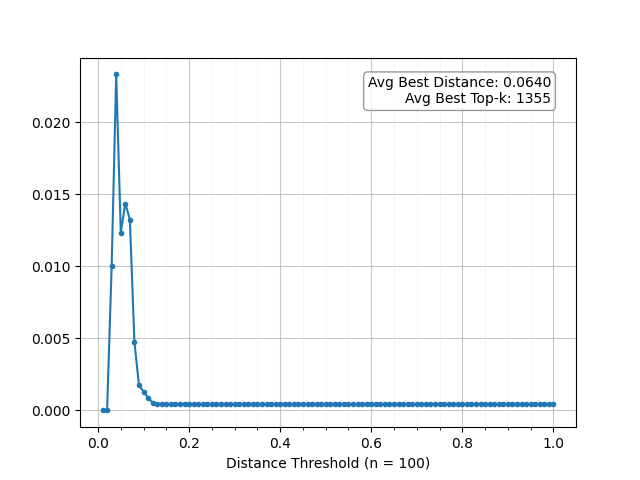 Avg Best Distance: 0.0640
Avg Best Top-k: 1355
0.020
0.015
0.010
0.005
0.000
0.0 0.2 0.4 0.6 0.8 1.0
Distance Threshold (n = 100)